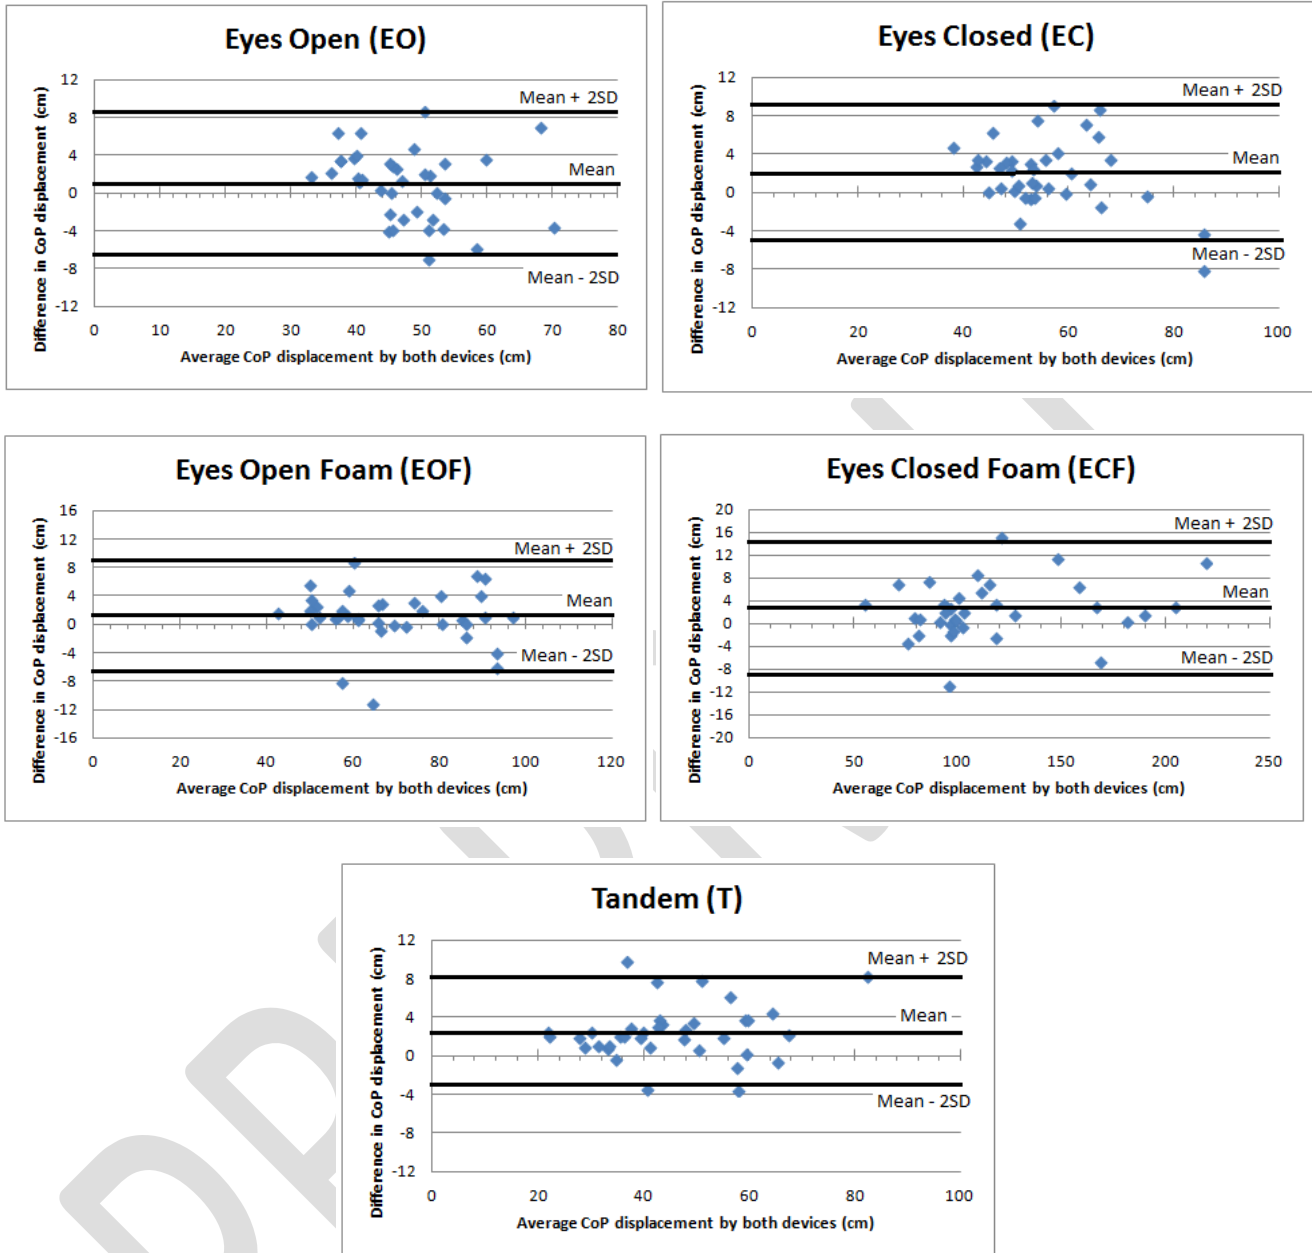 Eyes Open (EO)
Difference in CoP displacement (cm)
12
8
4
0
-4
-8
-12
Mean + 2SD
Mean
Mean - 2SD
0 10 20 30 40 50 60 70 80
Average CoP displacement by both devices (cm)
Eyes Closed (EC)
Difference in CoP displacement (cm)
12
8
4
0
-4
-8
-12
Mean + 2SD
Mean
Mean - 2SD
0 20 40 60 80 100
Average CoP displacement by both devices (cm)
Eyes Open Foam (EOF)
Difference in CoP displacement (cm)
16
12
8
4
0
-4
-8
-12
-16
Mean + 2SD
Mean
Mean - 2SD
0 20 40 60 80 100 120
Average CoP displacement by both devices (cm)
Eyes Closed Foam (ECF)
Difference in CoP displacement (cm)
20
16
12
8
4
0
-4
-8
-12
-16
-20
Mean + 2SD
Mean
Mean - 2SD
0 50 100 150 200 250
Average CoP displacement by both devices (cm)
Tandem (T)
Difference in CoP displacement (cm)
12
8
4
0
-4
-8
-12
Mean + 2SD
Mean
Mean - 2SD
0 20 40 60 80 100
Average CoP displacement by both devices (cm)